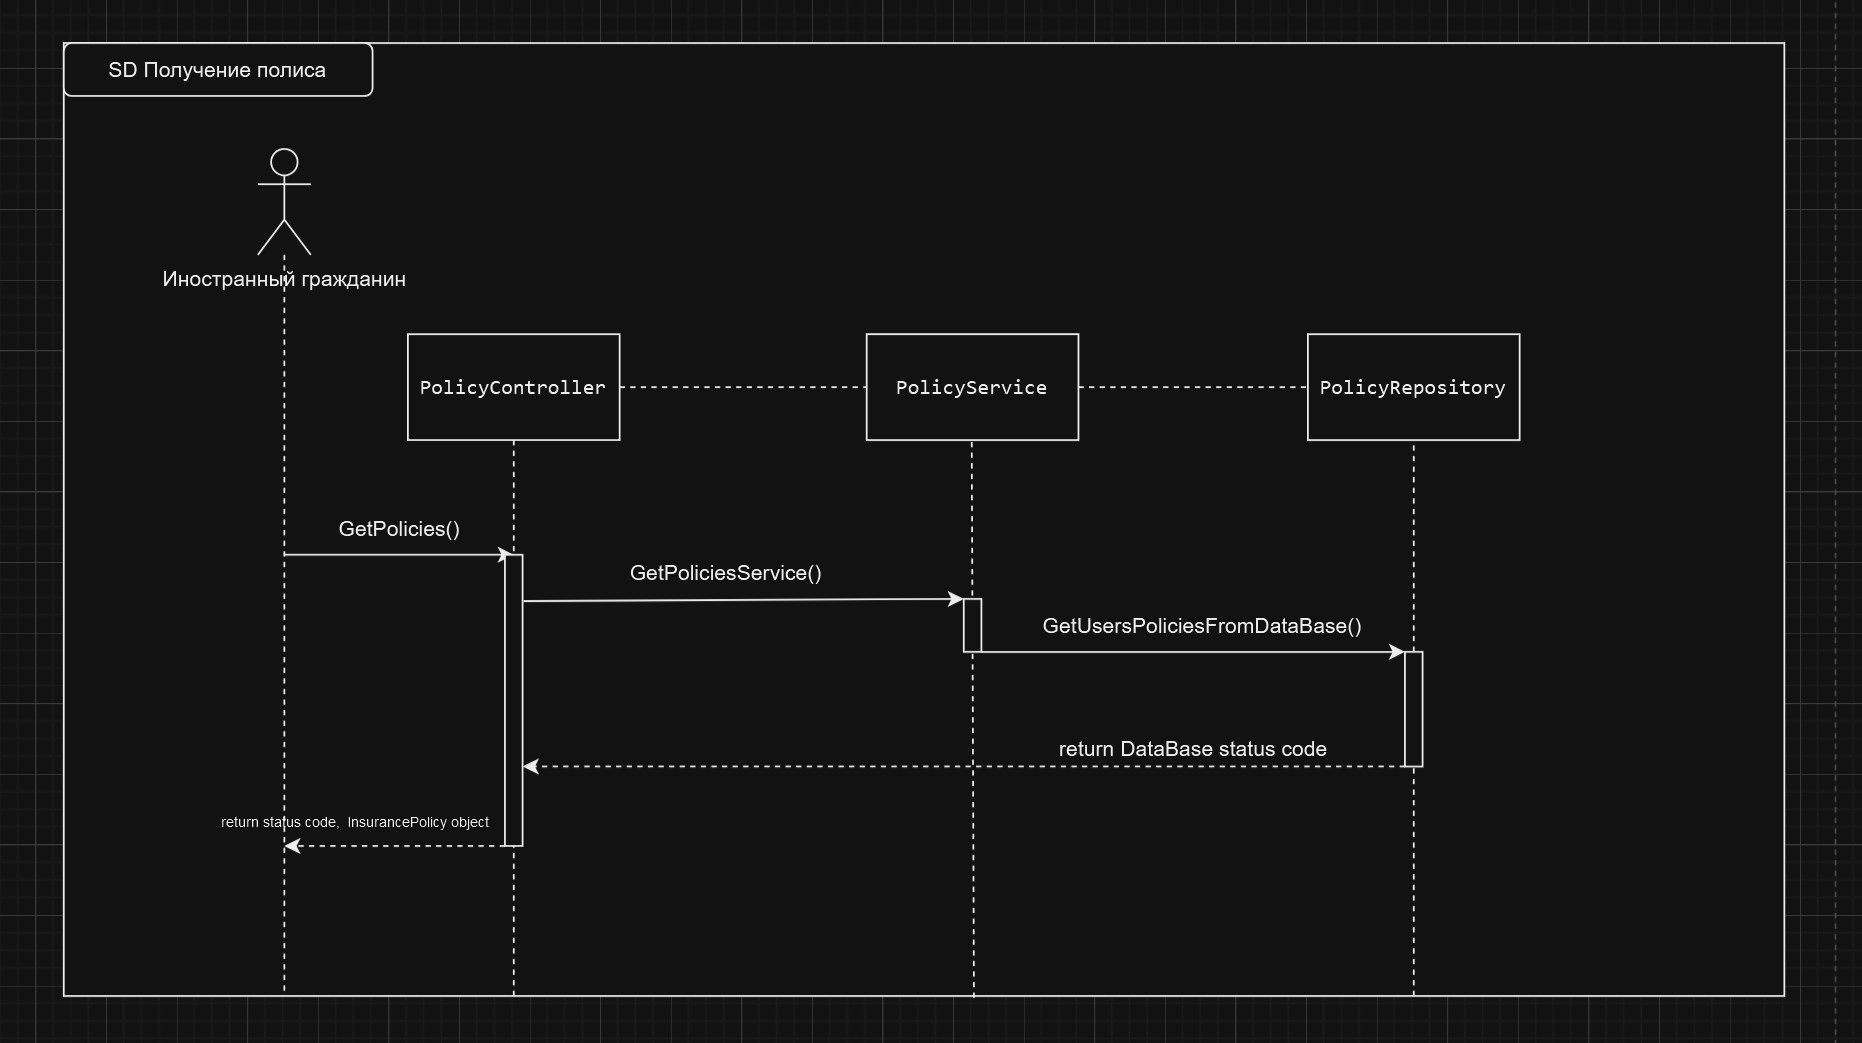 SD Получение полиса
Иностранный гражданин
PolicyController
PolicyService
PolicyRepository
GetPolicies()
GetPoliciesService()
GetUsersPoliciesFromDataBase()
return DataBase status code
return status code,  InsurancePolicy object